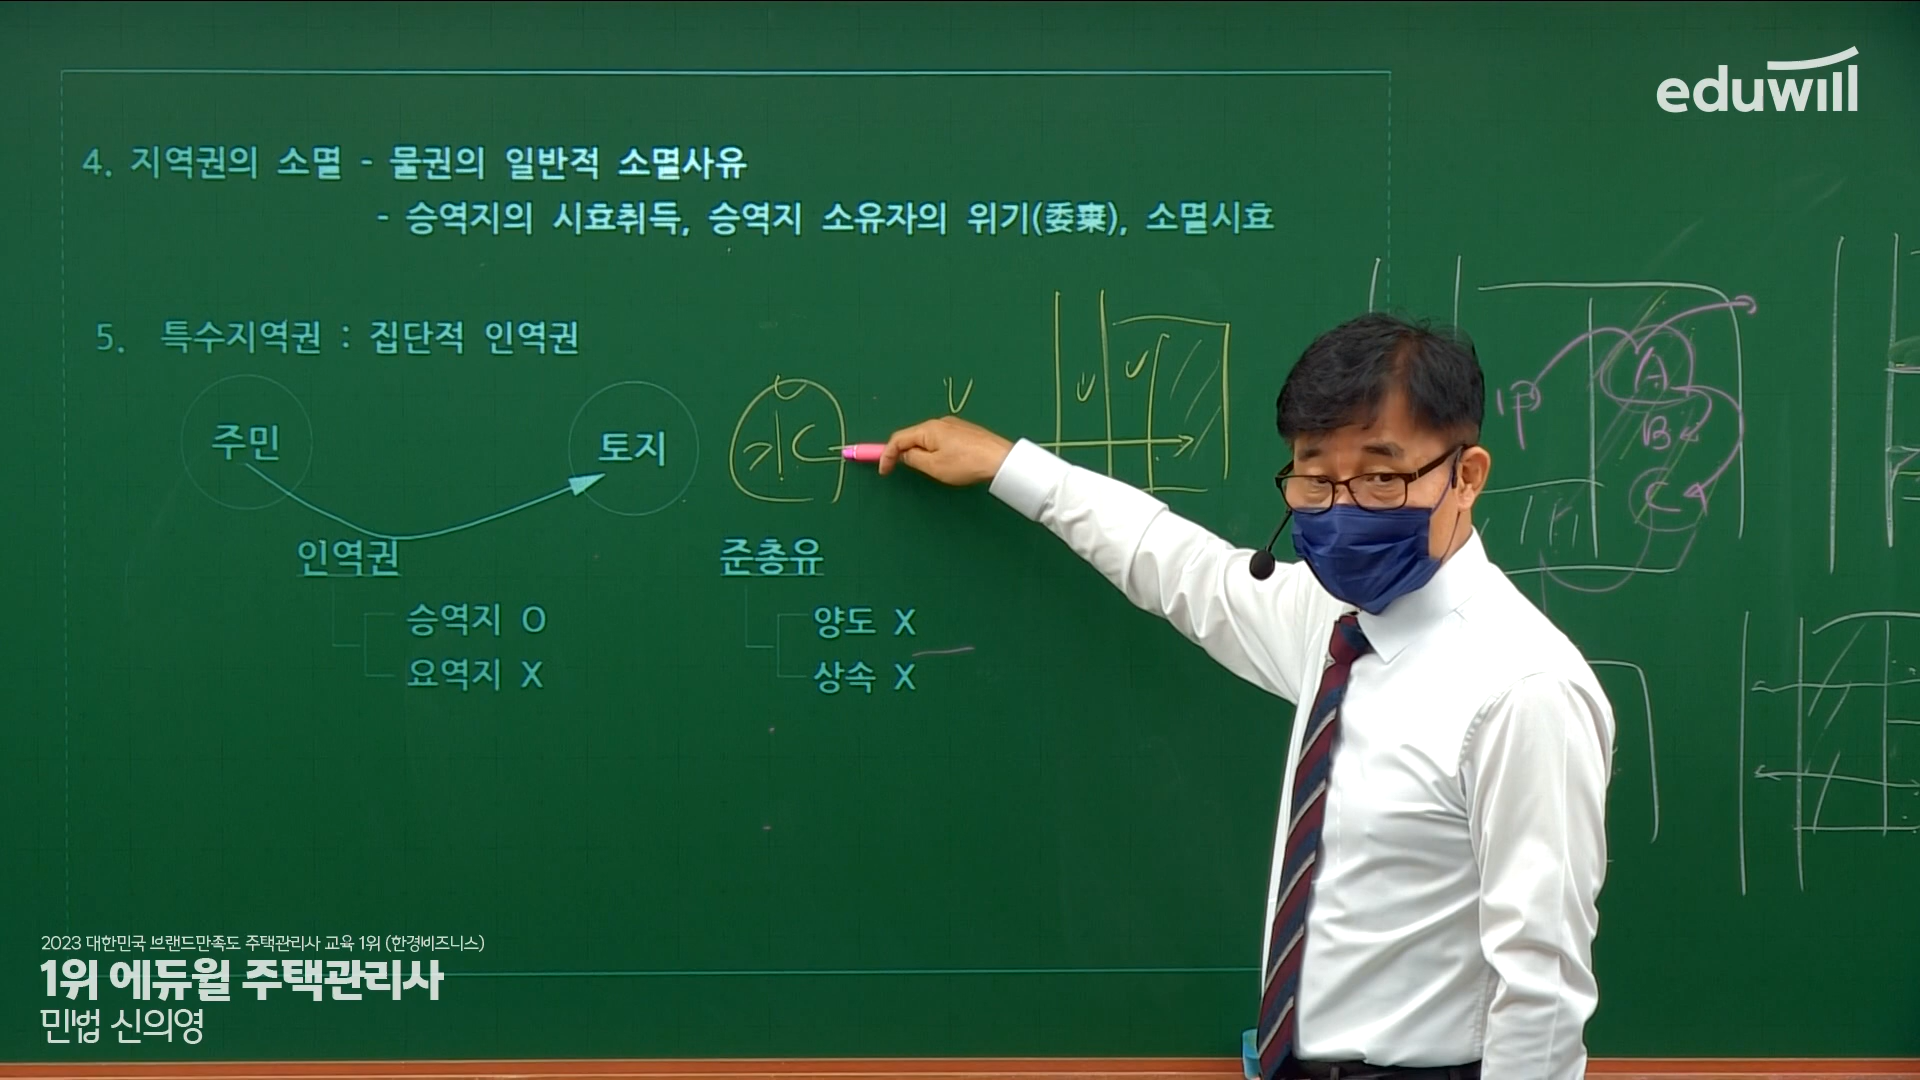 eduwill
4. 지역권의 소멸 - 물권의 일반적 소멸사유
- 승역지의 시효취득, 승역지 소유자의 위기(委棄), 소멸시효
5. 특수지역권 : 집단적 인역권
주민
토지
인역권
준총유
승역지 O
양도 X
요역지 X
상속 X
甲
A
B
C
2023 대한민국 브랜드만족도 주택관리사 교육 1위 (한경비즈니스)
1위 에듀윌 주택관리사
민법 신의영